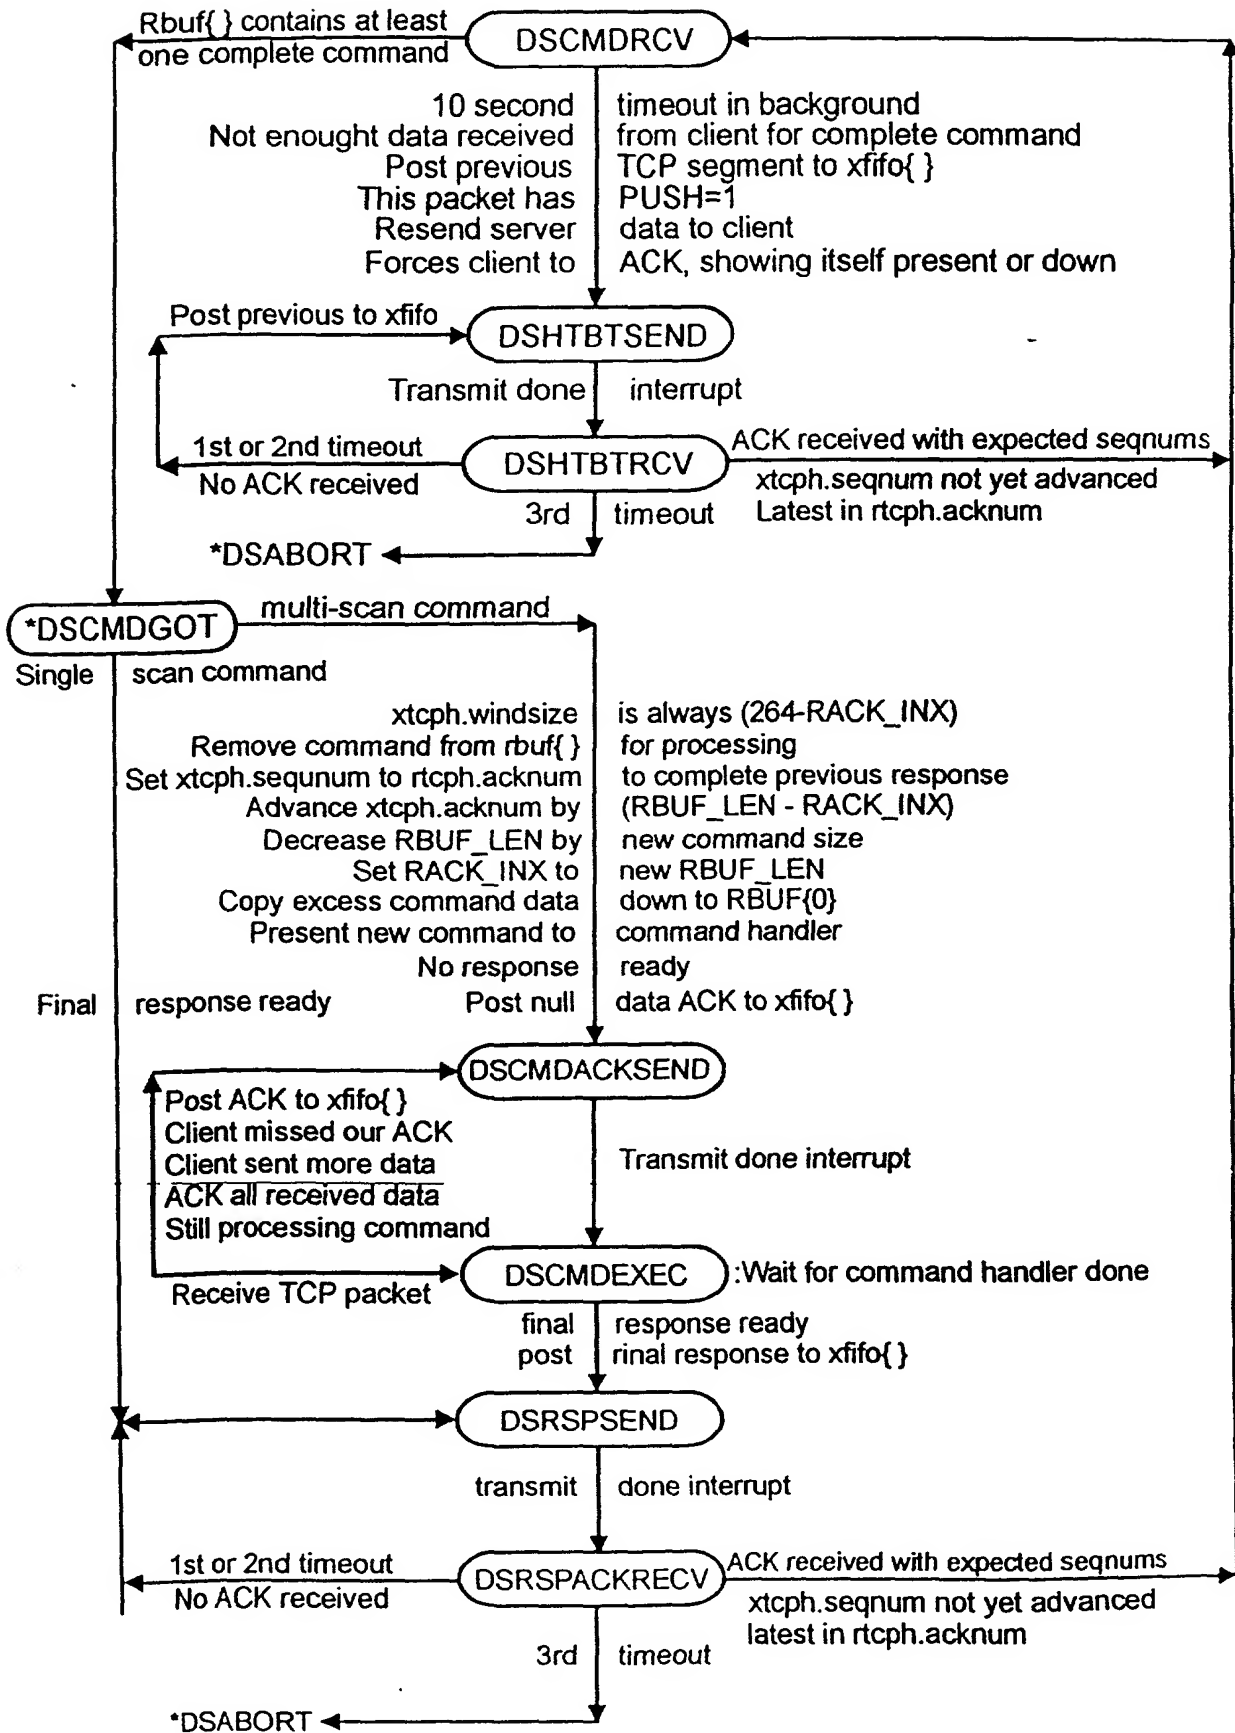 Rbuf{ } contains at least
one complete command
DSCMDRCV
10 second timeout in background
Not enought data received from client for complete command
Post previous TCP segment to xfifo{ }
This packet has PUSH=1
Resend server data to client
Forces client to ACK, showing itself present or down
Post previous to xfifo
DSHTBTSEND
Transmit done interrupt
1st or 2nd timeout
No ACK received
DSHTBTRCV
ACK received with expected seqnums
xtcph.seqnum not yet advanced
Latest in rtcph.acknum
3rd timeout
*DSABORT
*DSCMDGOT
multi-scan command
Single scan command
xtcph.windsize is always (264-RACK_INX)
Remove command from rbuf{ } for processing
Set xtcph.sequnum to rtcph.acknum to complete previous response
Advance xtcph.acknum by (RBUF_LEN - RACK_INX)
Decrease RBUF_LEN by new command size
Set RACK_INX to new RBUF_LEN
Copy excess command data down to RBUF{0}
Present new command to command handler
No response ready
Final response ready
Post null data ACK to xfifo{ }
DSCMDACKSEND
Post ACK to xfifo{ }
Client missed our ACK
Client sent more data
ACK all received data
Still processing command
Transmit done interrupt
Receive TCP packet
DSCMDEXEC
:Wait for command handler done
final response ready
post rinal response to xfifo{ }
DSRSPSEND
transmit done interrupt
1st or 2nd timeout
No ACK received
DSRSPACKRECV
ACK received with expected seqnums
xtcph.seqnum not yet advanced
latest in rtcph.acknum
3rd timeout
*DSABORT